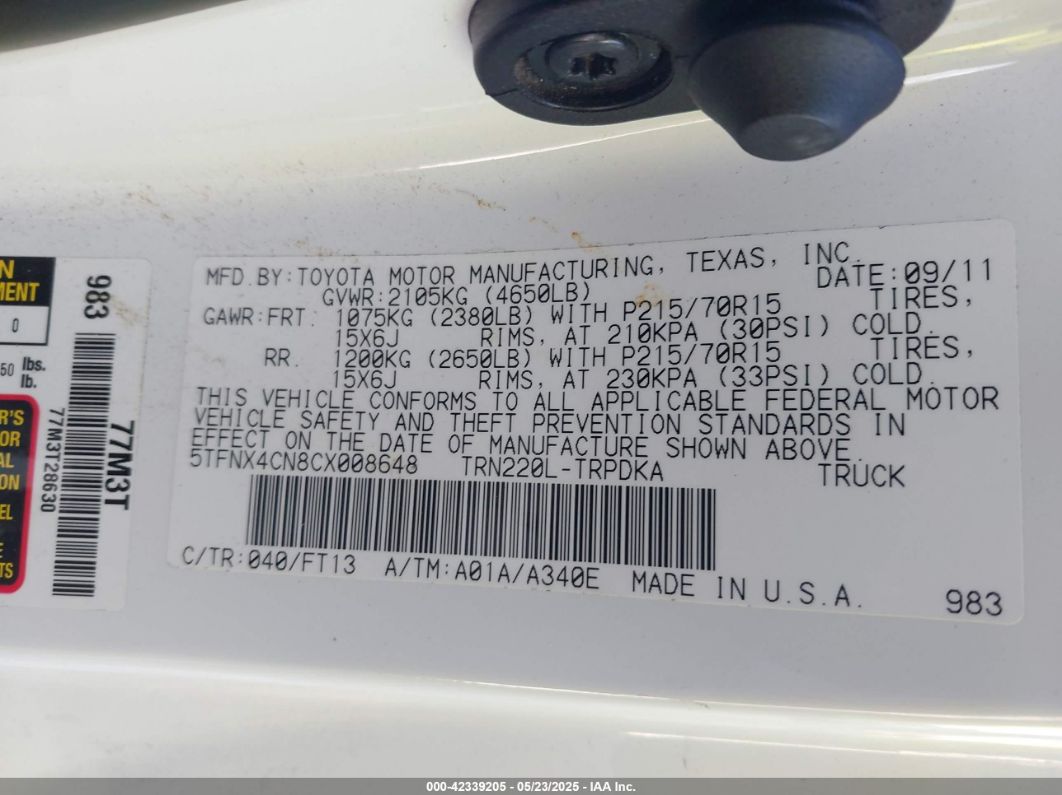 MFD. BY: TOYOTA MOTOR MANUFACTURING, TEXAS, INC.
DATE: 09/11
GVWR: 2105KG (4650LB)
GAWR: FRT. 1075KG (2380LB) WITH P215/70R15 TIRES,
15X6J RIMS, AT 210KPA (30PSI) COLD.
RR. 1200KG (2650LB) WITH P215/70R15 TIRES,
15X6J RIMS, AT 230KPA (33PSI) COLD.
THIS VEHICLE CONFORMS TO ALL APPLICABLE FEDERAL MOTOR
VEHICLE SAFETY AND THEFT PREVENTION STANDARDS IN
EFFECT ON THE DATE OF MANUFACTURE SHOWN ABOVE.
5TFNX4CN8CX008648 TRN220L-TRPDKA TRUCK
C/TR: 040/FT13 A/TM: A01A/A340E MADE IN U.S.A.
983
983
77M3T
77M3T28630
0
50 lbs.
lb.
000-42339205 - 05/23/2025 - IAA Inc.